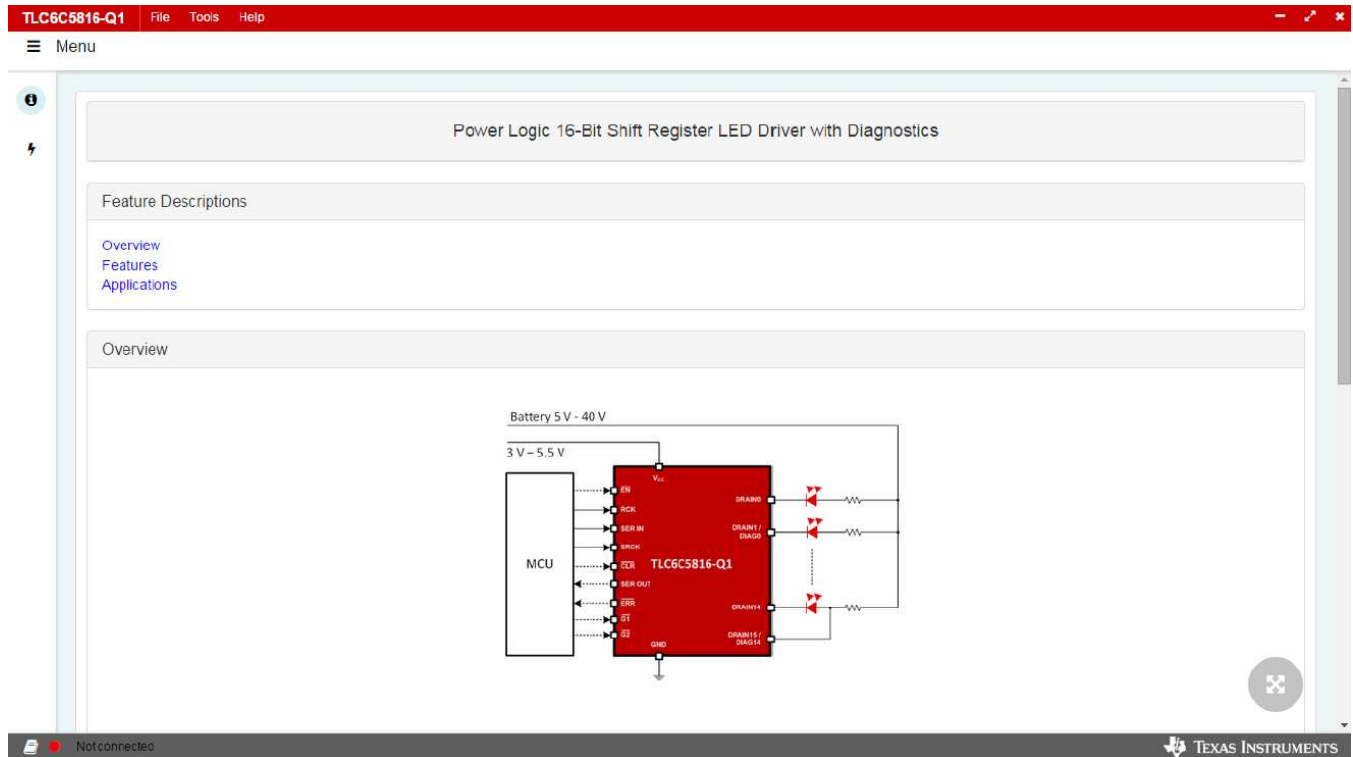 TLC6C5816-Q1 File Tools Help
Menu
Power Logic 16-Bit Shift Register LED Driver with Diagnostics
Feature Descriptions
Overview
Features
Applications
Overview
Battery 5 V - 40 V
3 V – 5.5 V
VCC
EN
RCK
SER IN
SRCK
CLR
SER OUT
ERR
G1
G2
MCU
TLC6C5816-Q1
GND
DRAIN0
DRAIN1 /
DIAG0
DRAIN14
DRAIN15 /
DIAG14
Not connected
TEXAS INSTRUMENTS